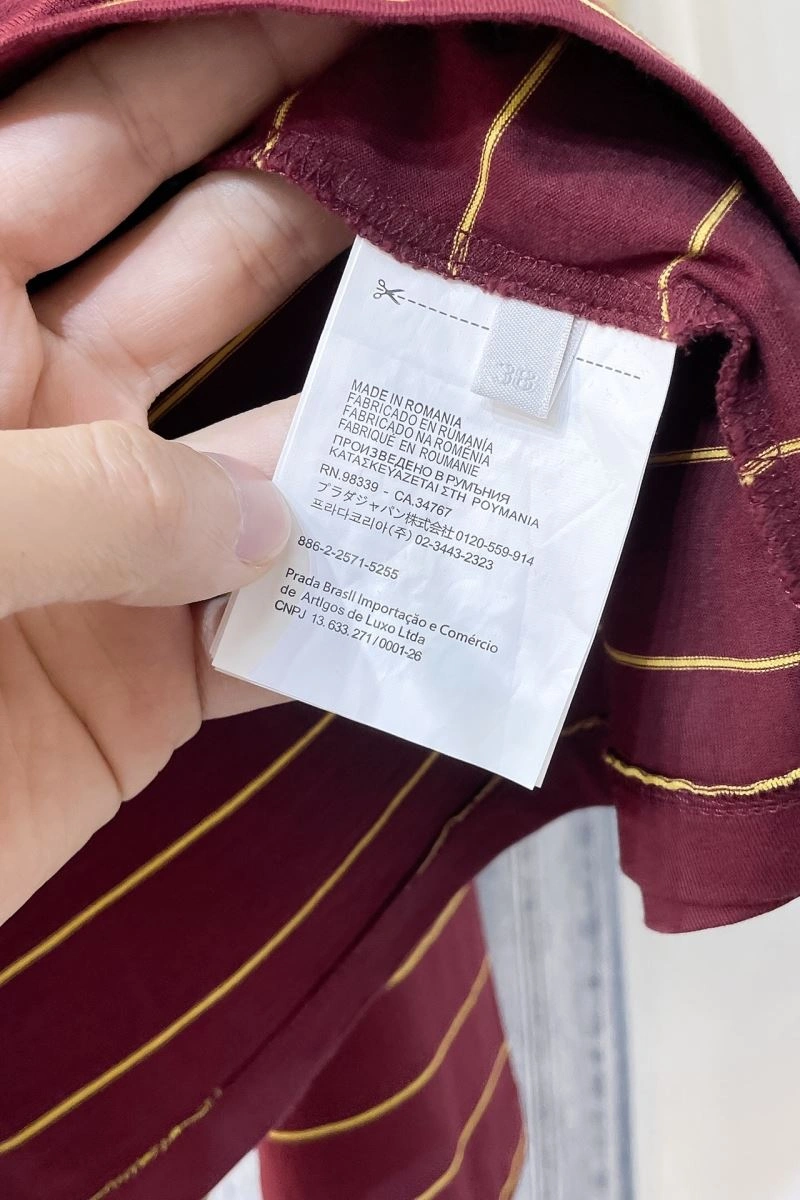 38
MADE IN ROMANIA
FABRICADO EN RUMANÍA
FABRICADO NA ROMENIA
FABRIQUÉ EN ROUMANIE
ПРОИЗВЕДЕНО В РУМЪНИЯ
ΚΑΤΑΣΚΕΥΑΖΕΤΑΙ ΣΤΗ ΡΟΥΜΑΝΙΑ
RN.98339 - CA.34767
プラダジャパン株式会社 0120-559-914
프라다코리아(주) 02-3443-2323
886-2-2571-5255
Prada Brasil Importação e Comércio
de Artigos de Luxo Ltda
CNPJ 13.633.271/0001-26